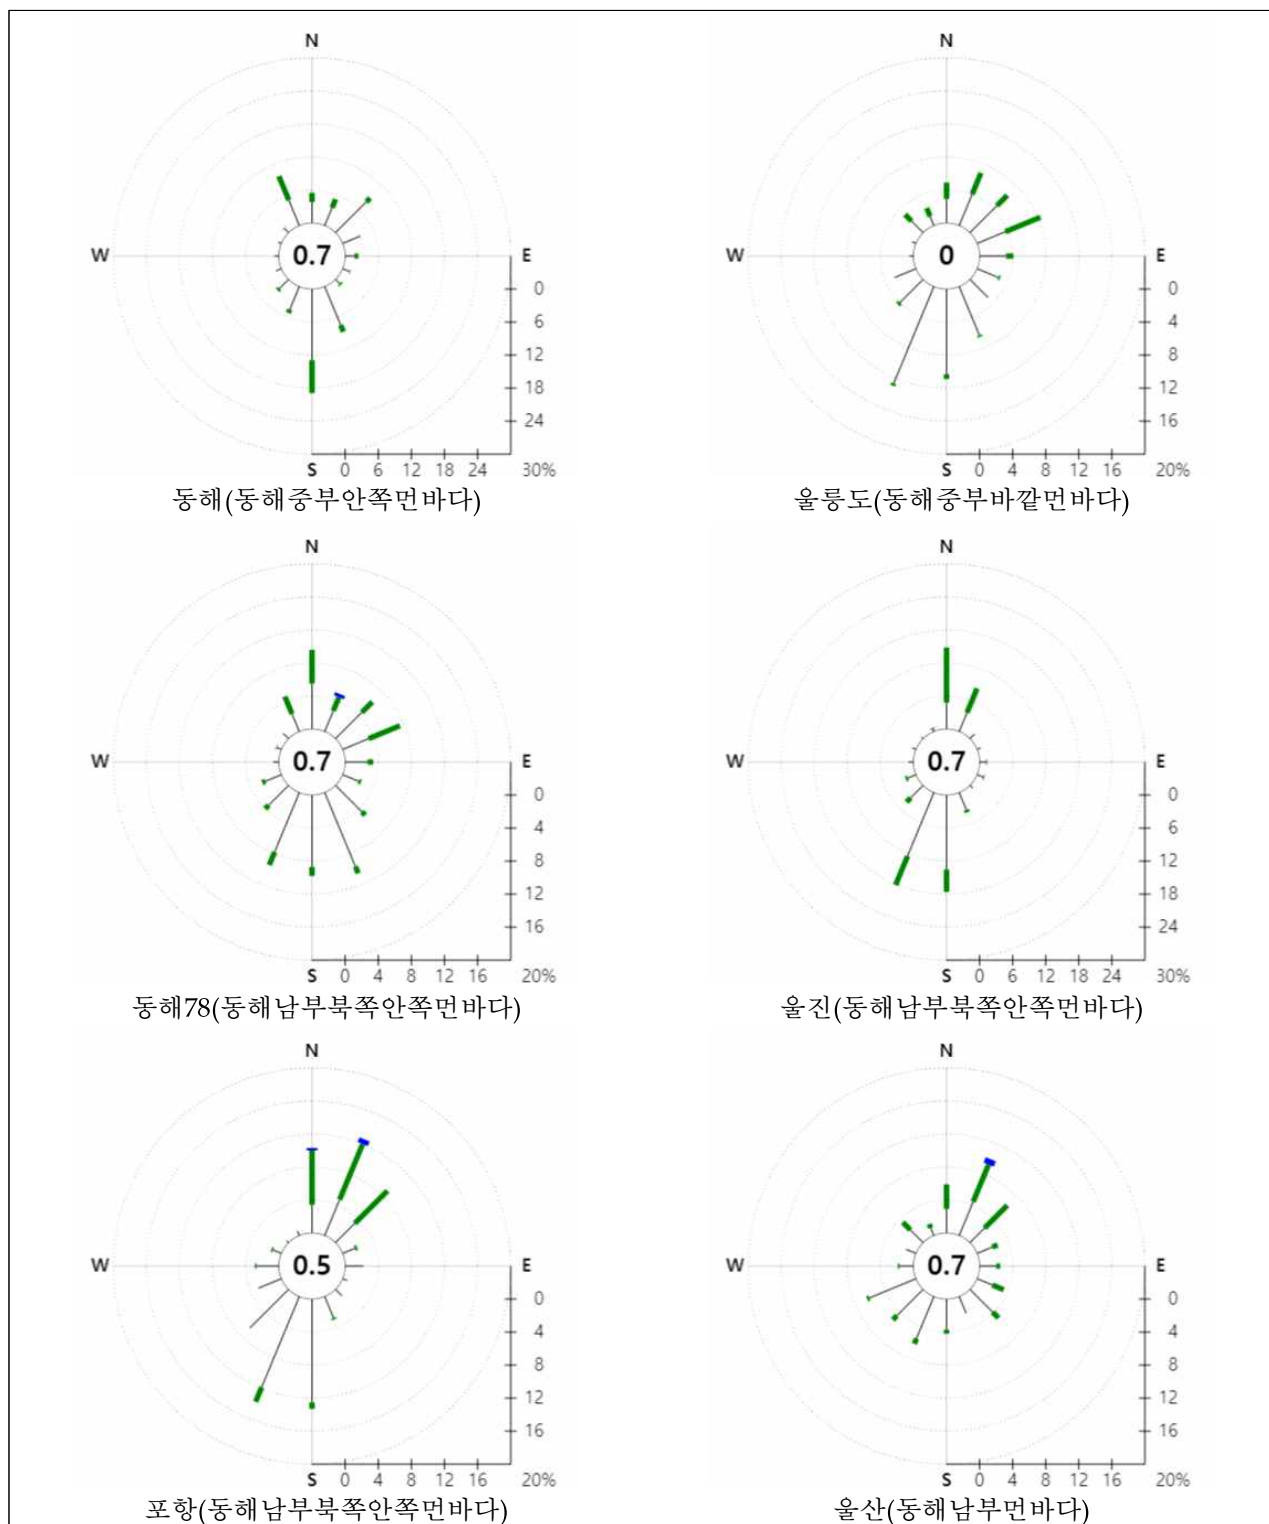 N
W 0.7 E
0
6
12
18
24
S 0 6 12 18 24 30%
동해(동해중부안쪽먼바다)
N
W 0 E
0
4
8
12
16
S 0 4 8 12 16 20%
울릉도(동해중부바깥먼바다)
N
W 0.7 E
0
4
8
12
16
S 0 4 8 12 16 20%
동해78(동해남부북쪽안쪽먼바다)
N
W 0.7 E
0
6
12
18
24
S 0 6 12 18 24 30%
울진(동해남부북쪽안쪽먼바다)
N
W 0.5 E
0
4
8
12
16
S 0 4 8 12 16 20%
포항(동해남부북쪽안쪽먼바다)
N
W 0.7 E
0
4
8
12
16
S 0 4 8 12 16 20%
울산(동해남부먼바다)